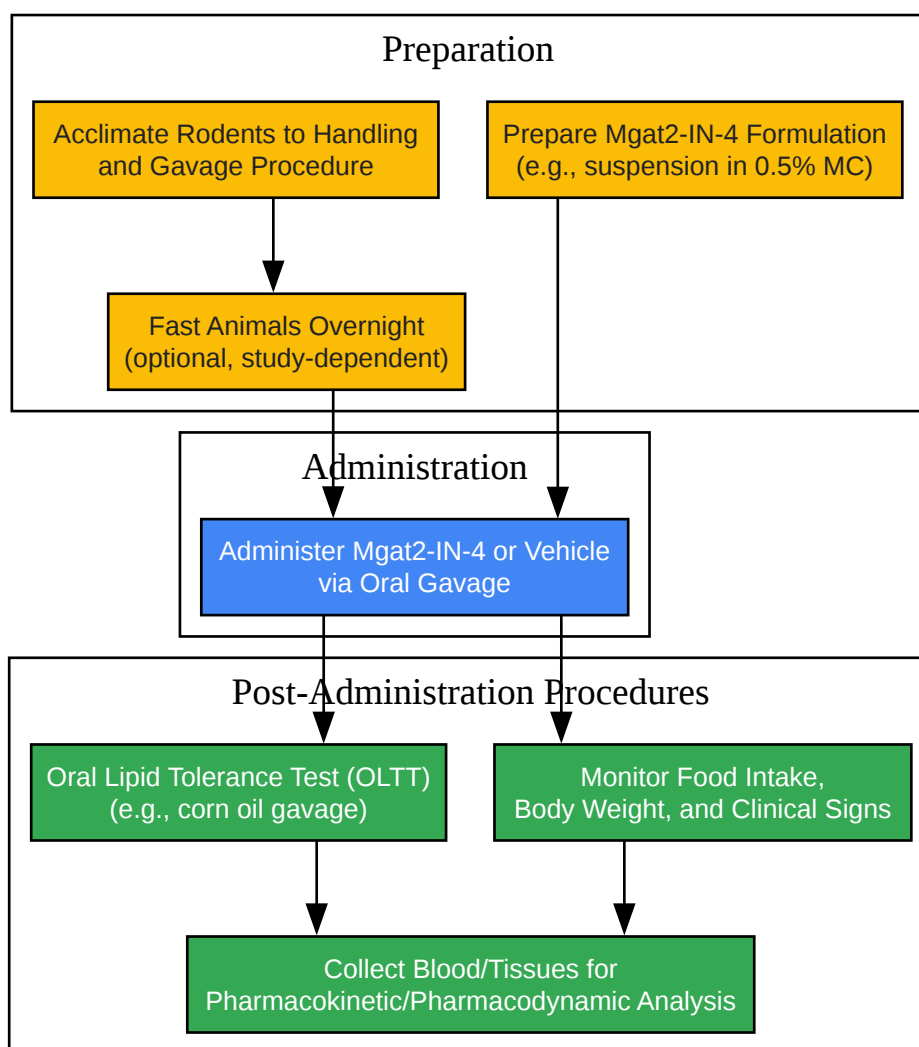 Preparation
Acclimate Rodents to Handling
and Gavage Procedure
Prepare Mgat2-IN-4 Formulation
(e.g., suspension in 0.5% MC)
Fast Animals Overnight
(optional, study-dependent)
Administration
Administer Mgat2-IN-4 or Vehicle
via Oral Gavage
Post-Administration Procedures
Oral Lipid Tolerance Test (OLTT)
(e.g., corn oil gavage)
Monitor Food Intake,
Body Weight, and Clinical Signs
Collect Blood/Tissues for
Pharmacokinetic/Pharmacodynamic Analysis